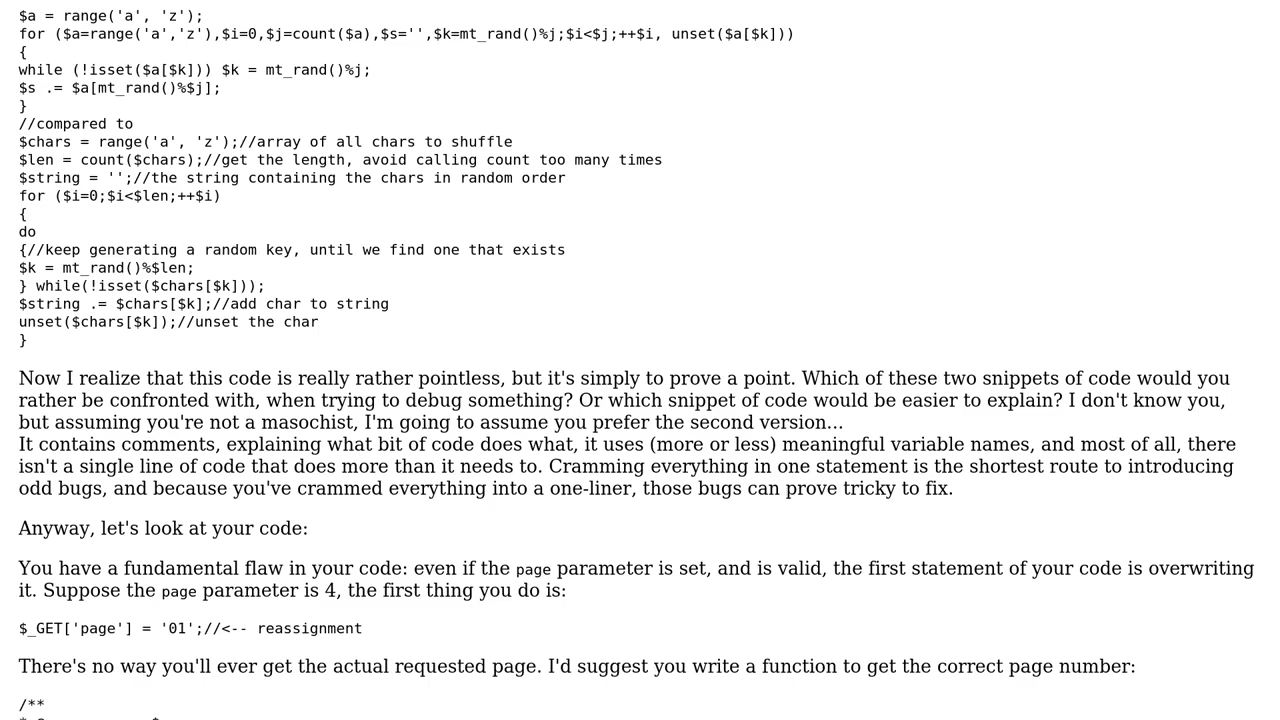 $a = range('a', 'z');
for ($a=range('a','z'),$i=0,$j=count($a),$s='',$k=mt_rand()%j;$i<$j;++$i, unset($a[$k]))
{
while (!isset($a[$k])) $k = mt_rand()%j;
$s .= $a[mt_rand()%$j];
}
//compared to
$chars = range('a', 'z');//array of all chars to shuffle
$len = count($chars);//get the length, avoid calling count too many times
$string = '';//the string containing the chars in random order
for ($i=0;$i<$len;++$i)
{
do
{//keep generating a random key, until we find one that exists
$k = mt_rand()%$len;
} while(!isset($chars[$k]));
$string .= $chars[$k];//add char to string
unset($chars[$k]);//unset the char
}
Now I realize that this code is really rather pointless, but it's simply to prove a point. Which of these two snippets of code would you
rather be confronted with, when trying to debug something? Or which snippet of code would be easier to explain? I don't know you,
but assuming you're not a masochist, I'm going to assume you prefer the second version...
It contains comments, explaining what bit of code does what, it uses (more or less) meaningful variable names, and most of all, there
isn't a single line of code that does more than it needs to. Cramming everything in one statement is the shortest route to introducing
odd bugs, and because you've crammed everything into a one-liner, those bugs can prove tricky to fix.
Anyway, let's look at your code:
You have a fundamental flaw in your code: even if the page parameter is set, and is valid, the first statement of your code is overwriting
it. Suppose the page parameter is 4, the first thing you do is:
$_GET['page'] = '01';//<-- reassignment
There's no way you'll ever get the actual requested page. I'd suggest you write a function to get the correct page number:
/**